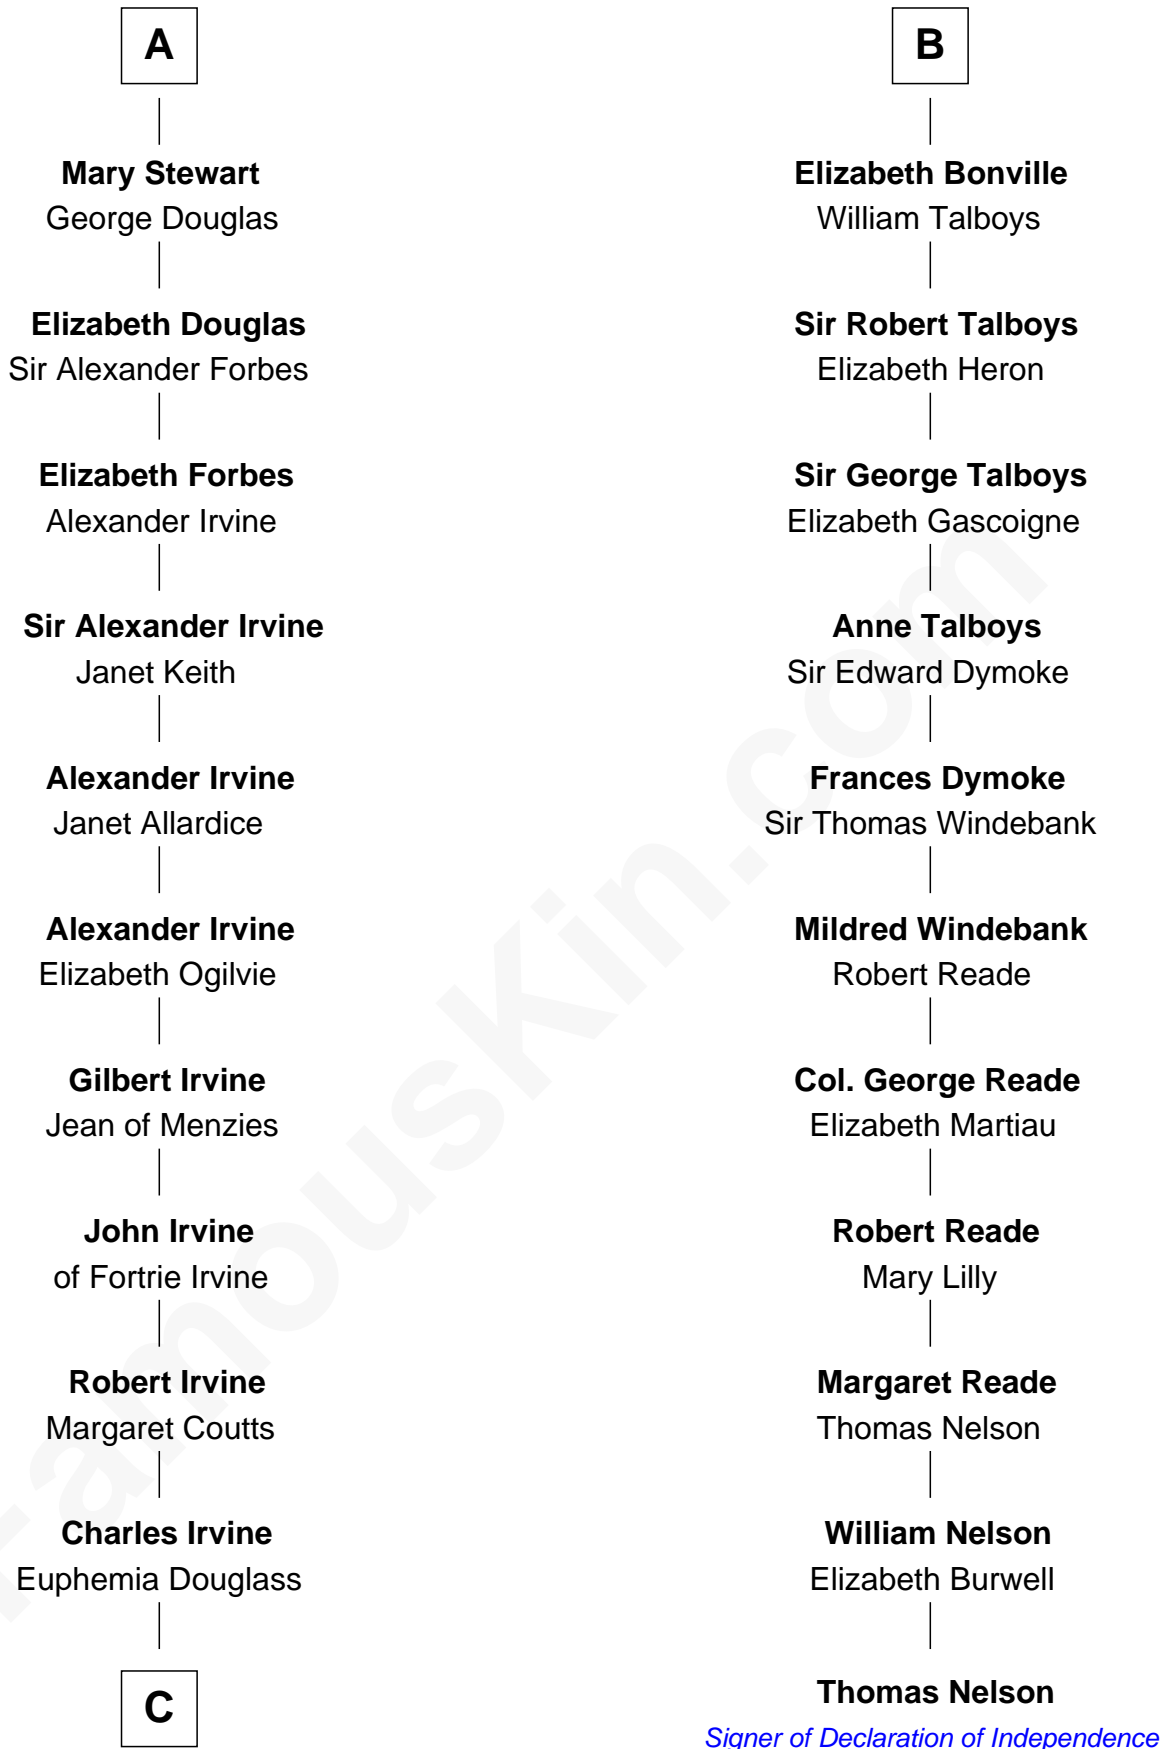 A
Mary Stewart
George Douglas
Elizabeth Douglas
Sir Alexander Forbes
Elizabeth Forbes
Alexander Irvine
Sir Alexander Irvine
Janet Keith
Alexander Irvine
Janet Allardice
Alexander Irvine
Elizabeth Ogilvie
Gilbert Irvine
Jean of Menzies
John Irvine
of Fortrie Irvine
Robert Irvine
Margaret Coutts
Charles Irvine
Euphemia Douglass
C
B
Elizabeth Bonville
William Talboys
Sir Robert Talboys
Elizabeth Heron
Sir George Talboys
Elizabeth Gascoigne
Anne Talboys
Sir Edward Dymoke
Frances Dymoke
Sir Thomas Windebank
Mildred Windebank
Robert Reade
Col. George Reade
Elizabeth Martiau
Robert Reade
Mary Lilly
Margaret Reade
Thomas Nelson
William Nelson
Elizabeth Burwell
Thomas Nelson
Signer of Declaration of Independence
FamousKin.com